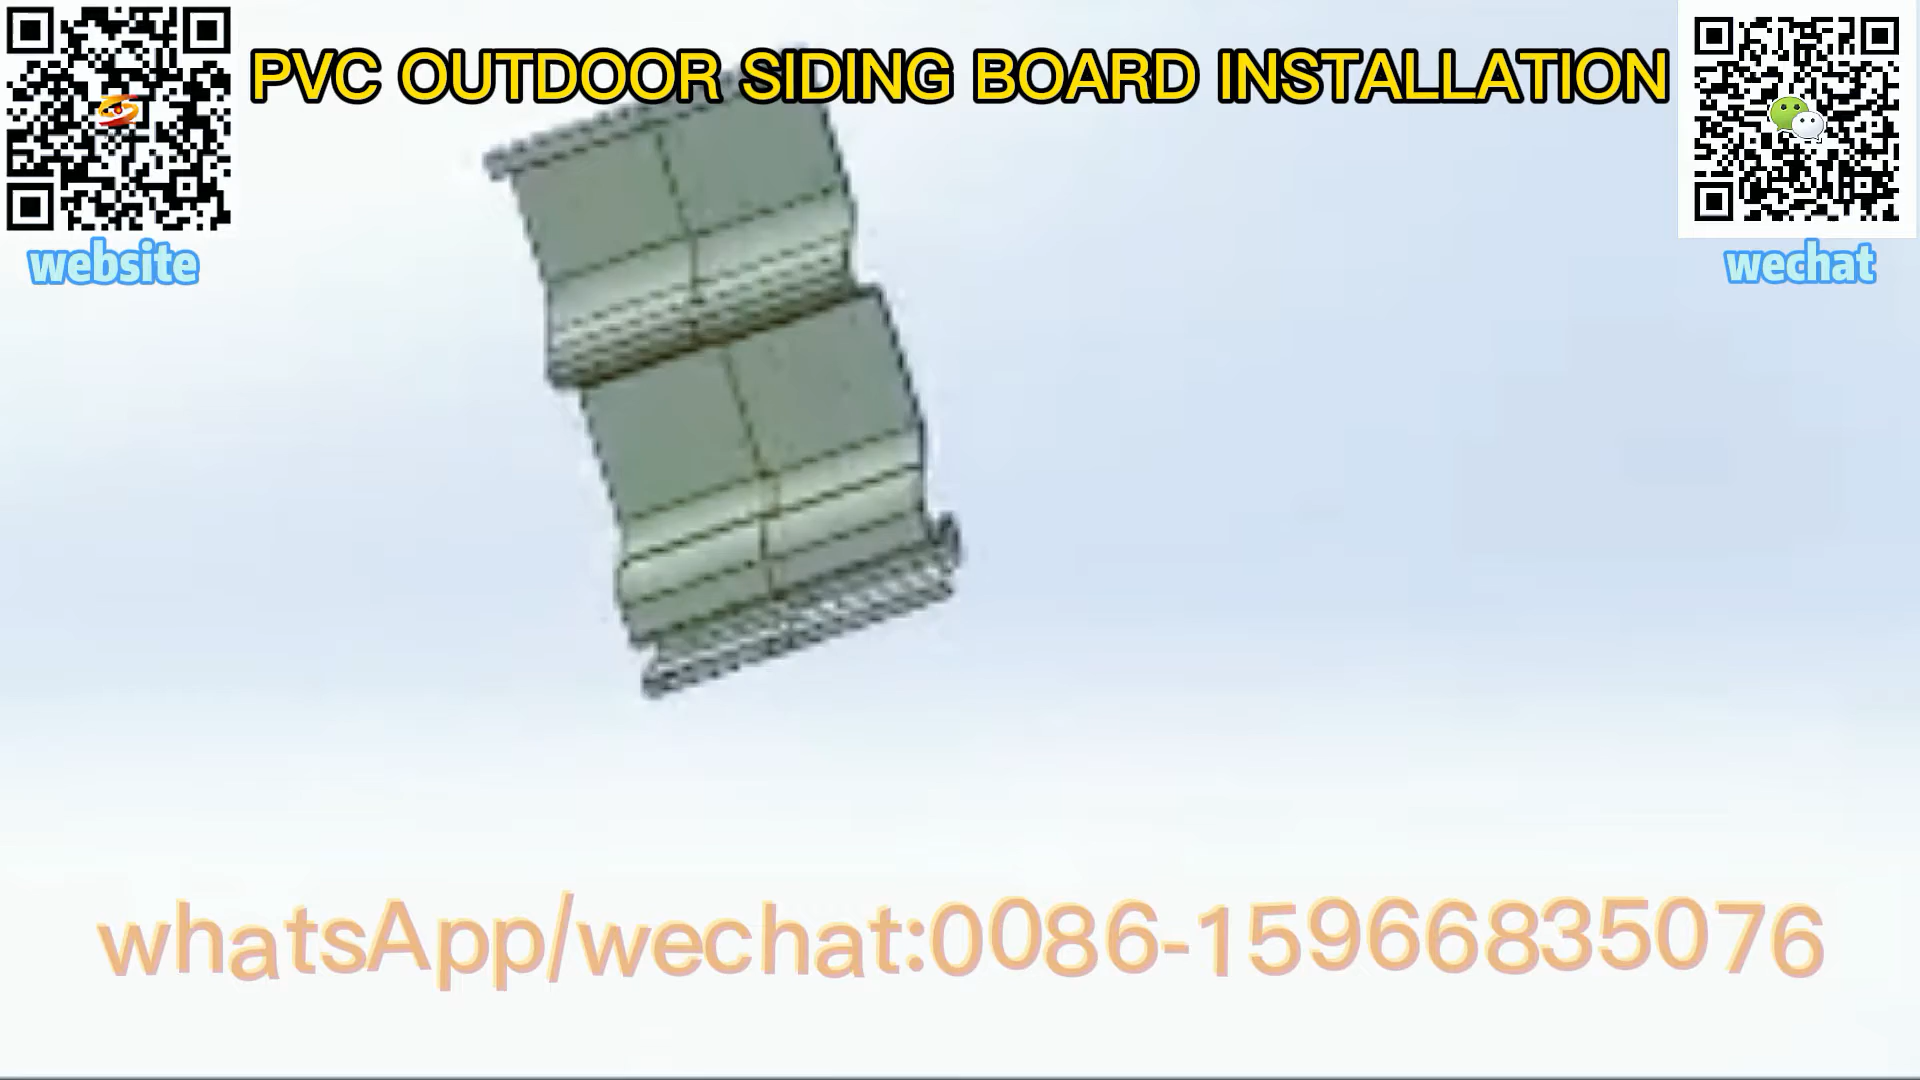 PVC OUTDOOR SIDING BOARD INSTALLATION
website
wechat
whatsApp/wechat:0086-15966835076